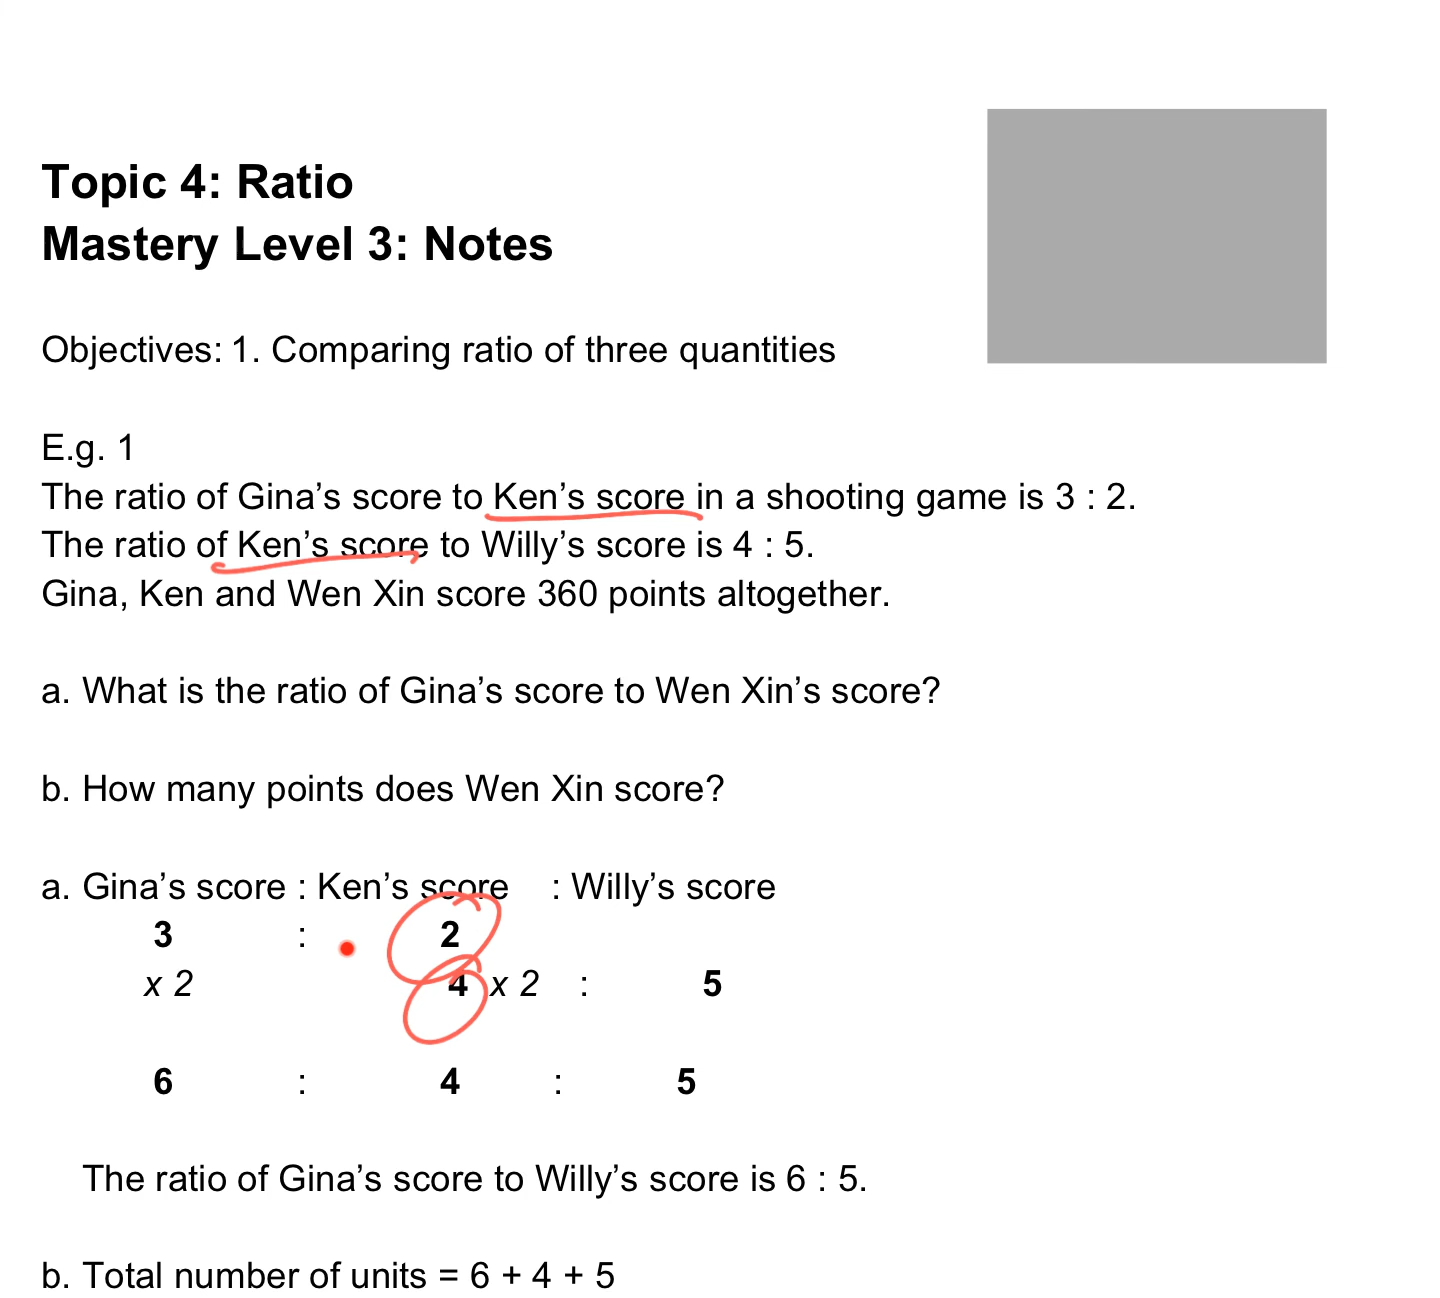 Topic 4: Ratio
Mastery Level 3: Notes
Objectives: 1. Comparing ratio of three quantities
E.g. 1
The ratio of Gina’s score to Ken’s score in a shooting game is 3 : 2.
The ratio of Ken’s score to Willy’s score is 4 : 5.
Gina, Ken and Wen Xin score 360 points altogether.
a. What is the ratio of Gina’s score to Wen Xin’s score?
b. How many points does Wen Xin score?
a. Gina’s score : Ken’s score : Willy’s score
3 : 2
x 2 4 x 2 : 5
6 : 4 : 5
The ratio of Gina’s score to Willy’s score is 6 : 5.
b. Total number of units = 6 + 4 + 5